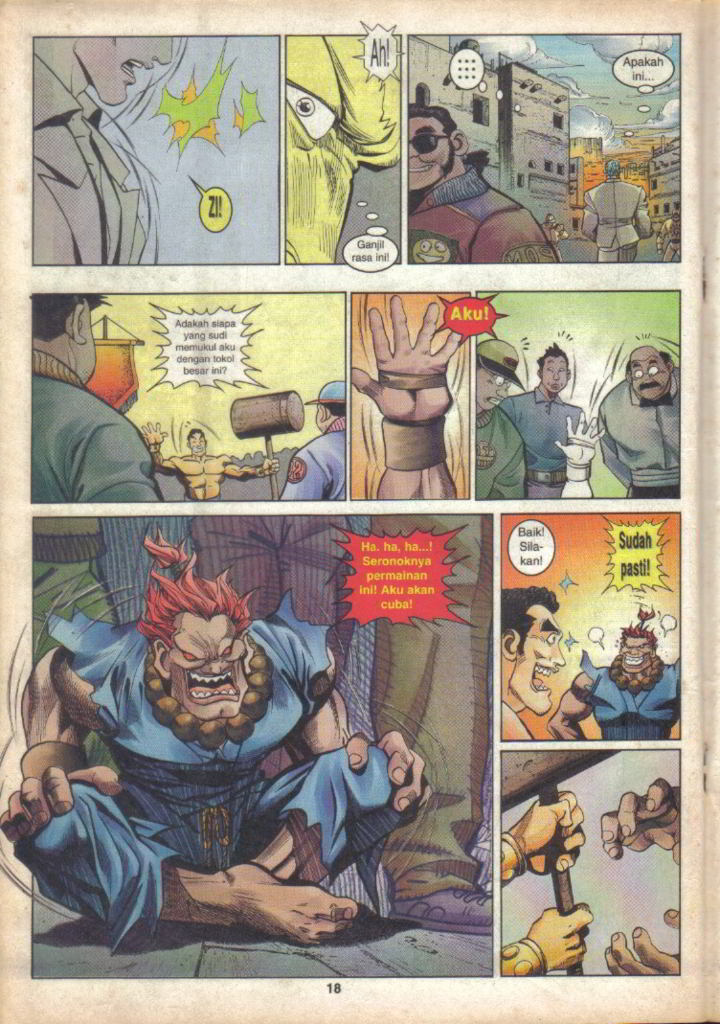 ZI!
Ah!
Ganjil
rasa ini!
Apakah
ini...
Adakah siapa
yang sudi
memukul aku
dengan tokol
besar ini?
Aku!
Ha. ha, ha...!
Seronoknya
permainan
ini! Aku akan
cuba!
Baik!
Sila-
kan!
Sudah
pasti!
18